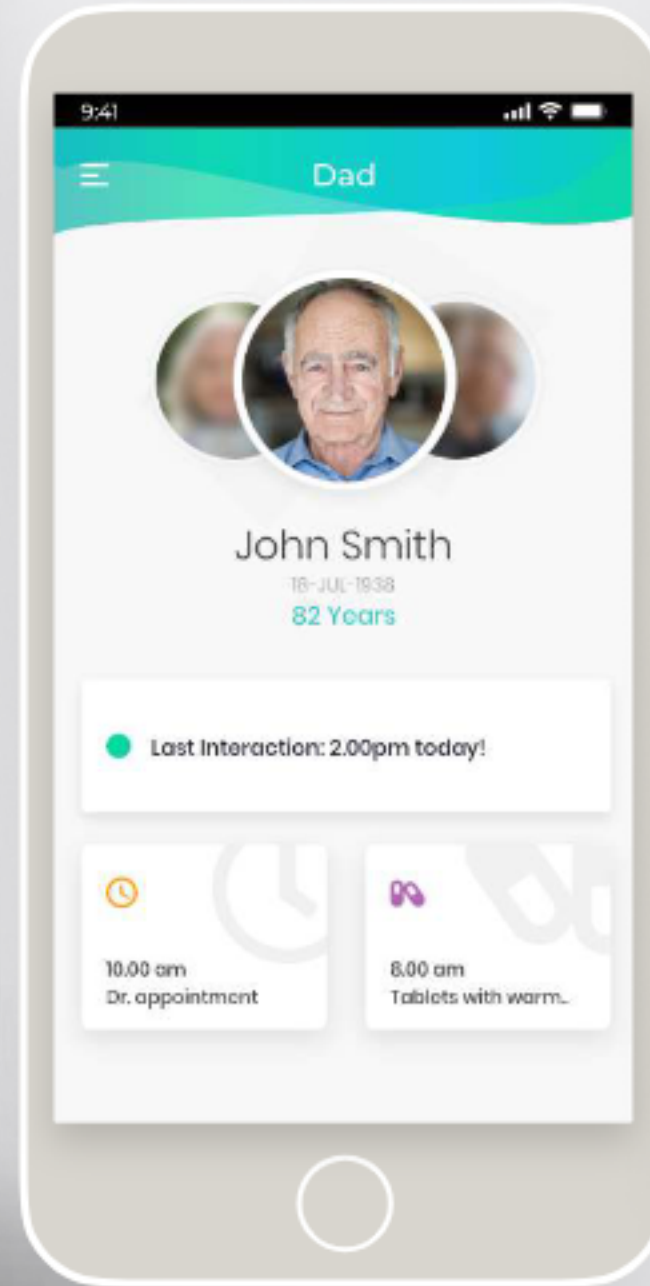 9:41
Dad
John Smith
18-JUL-1938
82 Years
Last Interaction: 2.00pm today!
10.00 am
Dr. appointment
8.00 am
Tablets with warm..